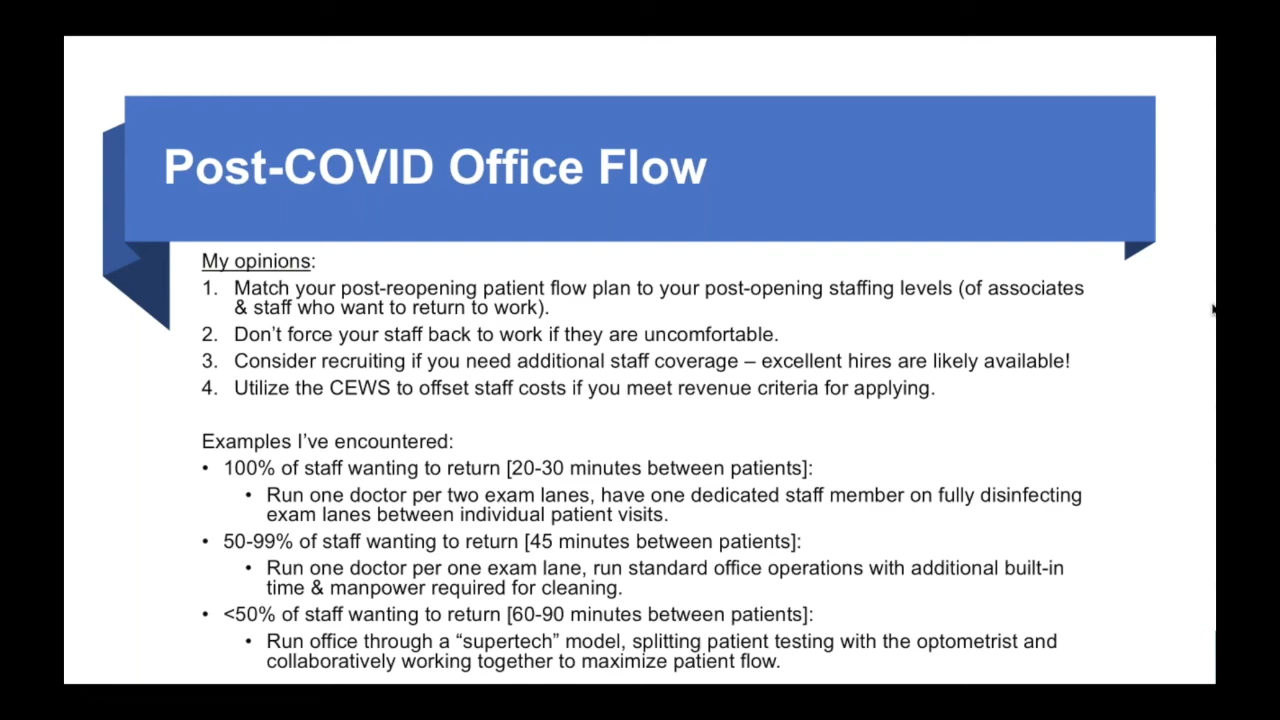 Post-COVID Office Flow
My opinions:
1. Match your post-reopening patient flow plan to your post-opening staffing levels (of associates
& staff who want to return to work).
2. Don’t force your staff back to work if they are uncomfortable.
3. Consider recruiting if you need additional staff coverage – excellent hires are likely available!
4. Utilize the CEWS to offset staff costs if you meet revenue criteria for applying.
Examples I’ve encountered:
• 100% of staff wanting to return [20-30 minutes between patients]:
• Run one doctor per two exam lanes, have one dedicated staff member on fully disinfecting
exam lanes between individual patient visits.
• 50-99% of staff wanting to return [45 minutes between patients]:
• Run one doctor per one exam lane, run standard office operations with additional built-in
time & manpower required for cleaning.
• <50% of staff wanting to return [60-90 minutes between patients]:
• Run office through a “supertech” model, splitting patient testing with the optometrist and
collaboratively working together to maximize patient flow.